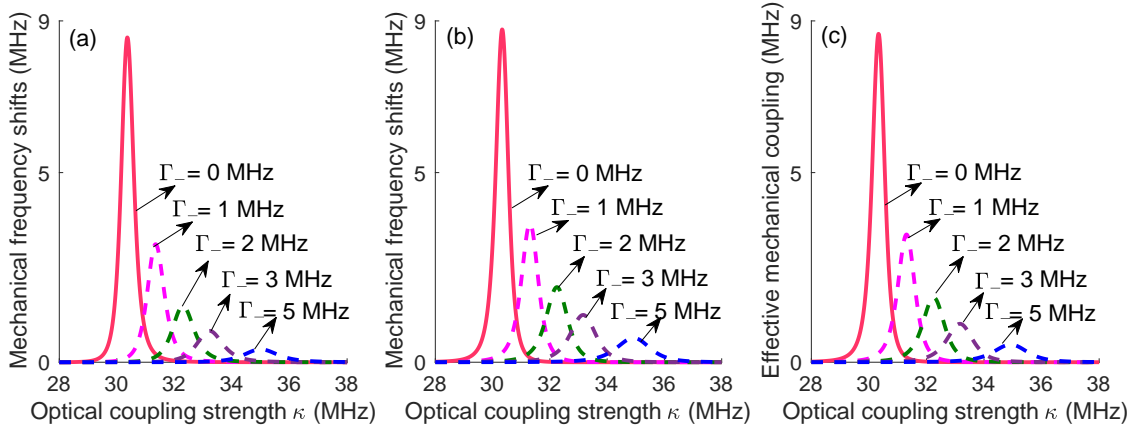 (a)
Mechanical frequency shifts (MHz)
9
5
0
Γ₋= 0 MHz
Γ₋= 1 MHz
Γ₋= 2 MHz
Γ₋= 3 MHz
Γ₋= 5 MHz
28 30 32 34 36 38
Optical coupling strength κ (MHz)
(b)
Mechanical frequency shifts (MHz)
9
5
0
Γ₋= 0 MHz
Γ₋= 1 MHz
Γ₋= 2 MHz
Γ₋= 3 MHz
Γ₋= 5 MHz
28 30 32 34 36 38
Optical coupling strength κ (MHz)
(c)
Effective mechanical coupling (MHz)
9
5
0
Γ₋= 0 MHz
Γ₋= 1 MHz
Γ₋= 2 MHz
Γ₋= 3 MHz
Γ₋= 5 MHz
28 30 32 34 36 38
Optical coupling strength κ (MHz)